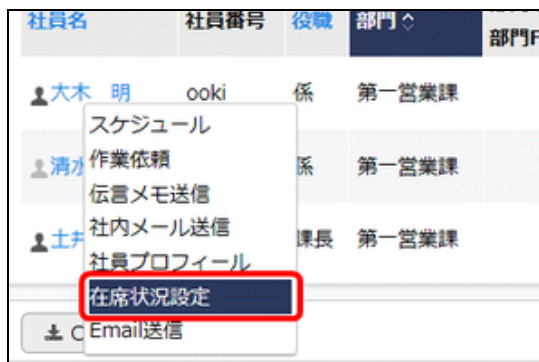 社員名 社員番号 役職 部門
部門F
大木 明 ooki 係 第一営業課
スケジュール
作業依頼
清水 係 第一営業課
伝言メモ送信
社内メール送信
土井 課長 第一営業課
社員プロフィール
在席状況設定
Email送信